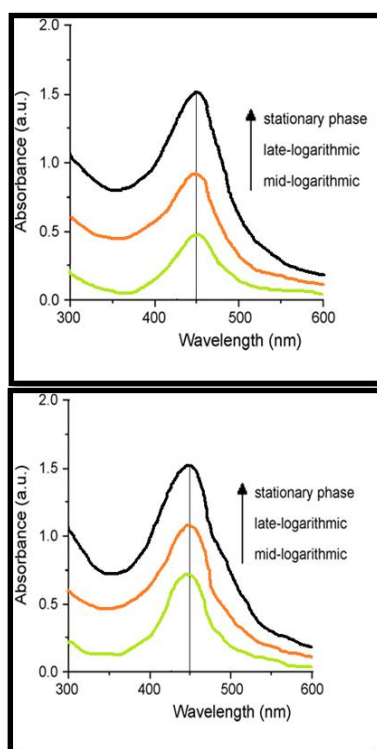 2.0
1.5
1.0
0.5
0.0
Absorbance (a.u.)
stationary phase
late-logarithmic
mid-logarithmic
300 400 500 600
Wavelength (nm)
2.0
1.5
1.0
0.5
0.0
Absorbance (a.u.)
stationary phase
late-logarithmic
mid-logarithmic
300 400 500 600
Wavelength (nm)